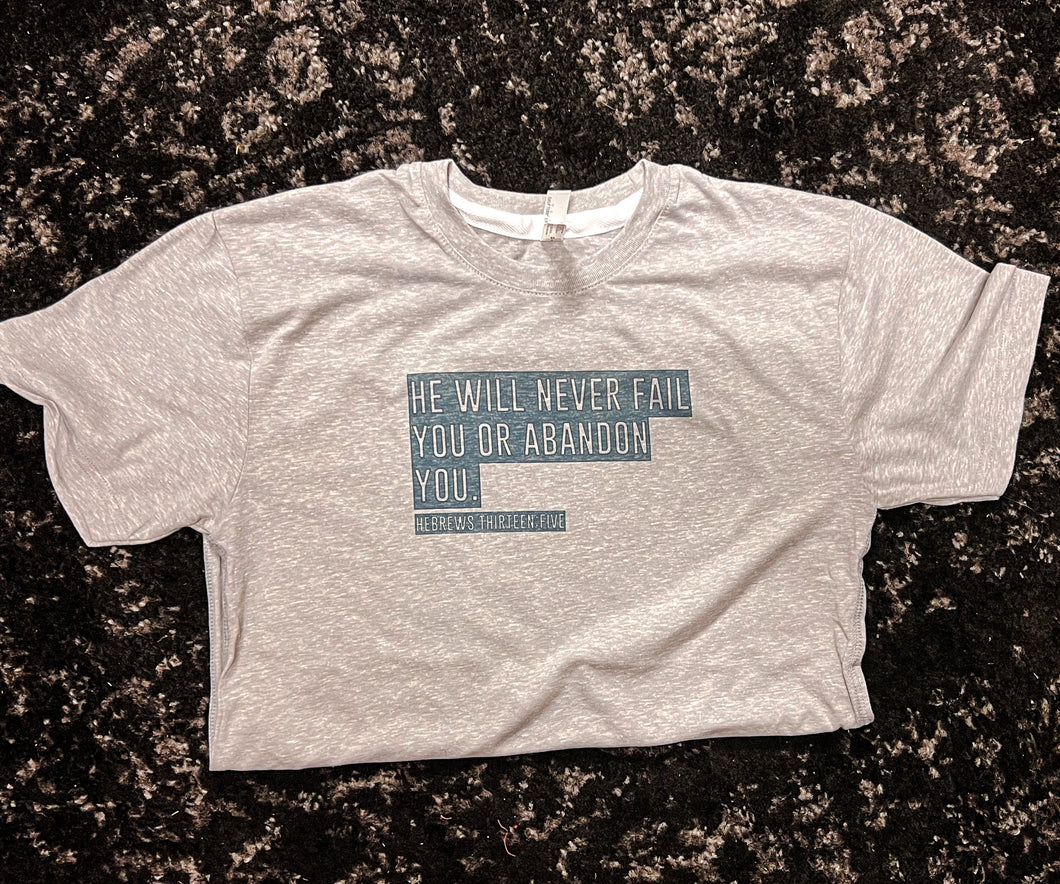 HE WILL NEVER FAIL
YOU OR ABANDON
YOU.
HEBREWS THIRTEEN:FIVE